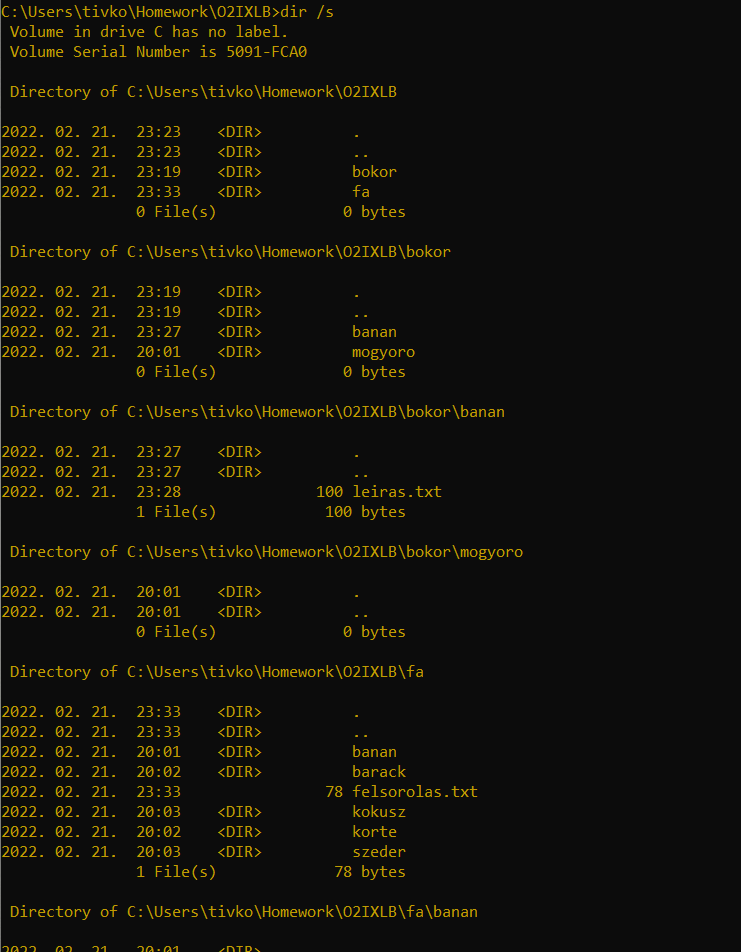 C:\Users\tivko\Homework\O2IXLB>dir /s
Volume in drive C has no label.
Volume Serial Number is 5091-FCA0
Directory of C:\Users\tivko\Homework\O2IXLB
2022. 02. 21.  23:23    <DIR>          .
2022. 02. 21.  23:23    <DIR>          ..
2022. 02. 21.  23:19    <DIR>          bokor
2022. 02. 21.  23:33    <DIR>          fa
0 File(s)              0 bytes
Directory of C:\Users\tivko\Homework\O2IXLB\bokor
2022. 02. 21.  23:19    <DIR>          .
2022. 02. 21.  23:19    <DIR>          ..
2022. 02. 21.  23:27    <DIR>          banan
2022. 02. 21.  20:01    <DIR>          mogyoro
0 File(s)              0 bytes
Directory of C:\Users\tivko\Homework\O2IXLB\bokor\banan
2022. 02. 21.  23:27    <DIR>          .
2022. 02. 21.  23:27    <DIR>          ..
2022. 02. 21.  23:28               100 leiras.txt
1 File(s)            100 bytes
Directory of C:\Users\tivko\Homework\O2IXLB\bokor\mogyoro
2022. 02. 21.  20:01    <DIR>          .
2022. 02. 21.  20:01    <DIR>          ..
0 File(s)              0 bytes
Directory of C:\Users\tivko\Homework\O2IXLB\fa
2022. 02. 21.  23:33    <DIR>          .
2022. 02. 21.  23:33    <DIR>          ..
2022. 02. 21.  20:01    <DIR>          banan
2022. 02. 21.  20:02    <DIR>          barack
2022. 02. 21.  23:33                78 felsorolas.txt
2022. 02. 21.  20:03    <DIR>          kokusz
2022. 02. 21.  20:02    <DIR>          korte
2022. 02. 21.  20:03    <DIR>          szeder
1 File(s)             78 bytes
Directory of C:\Users\tivko\Homework\O2IXLB\fa\banan
2022. 02. 21.  20:01    <DIR>